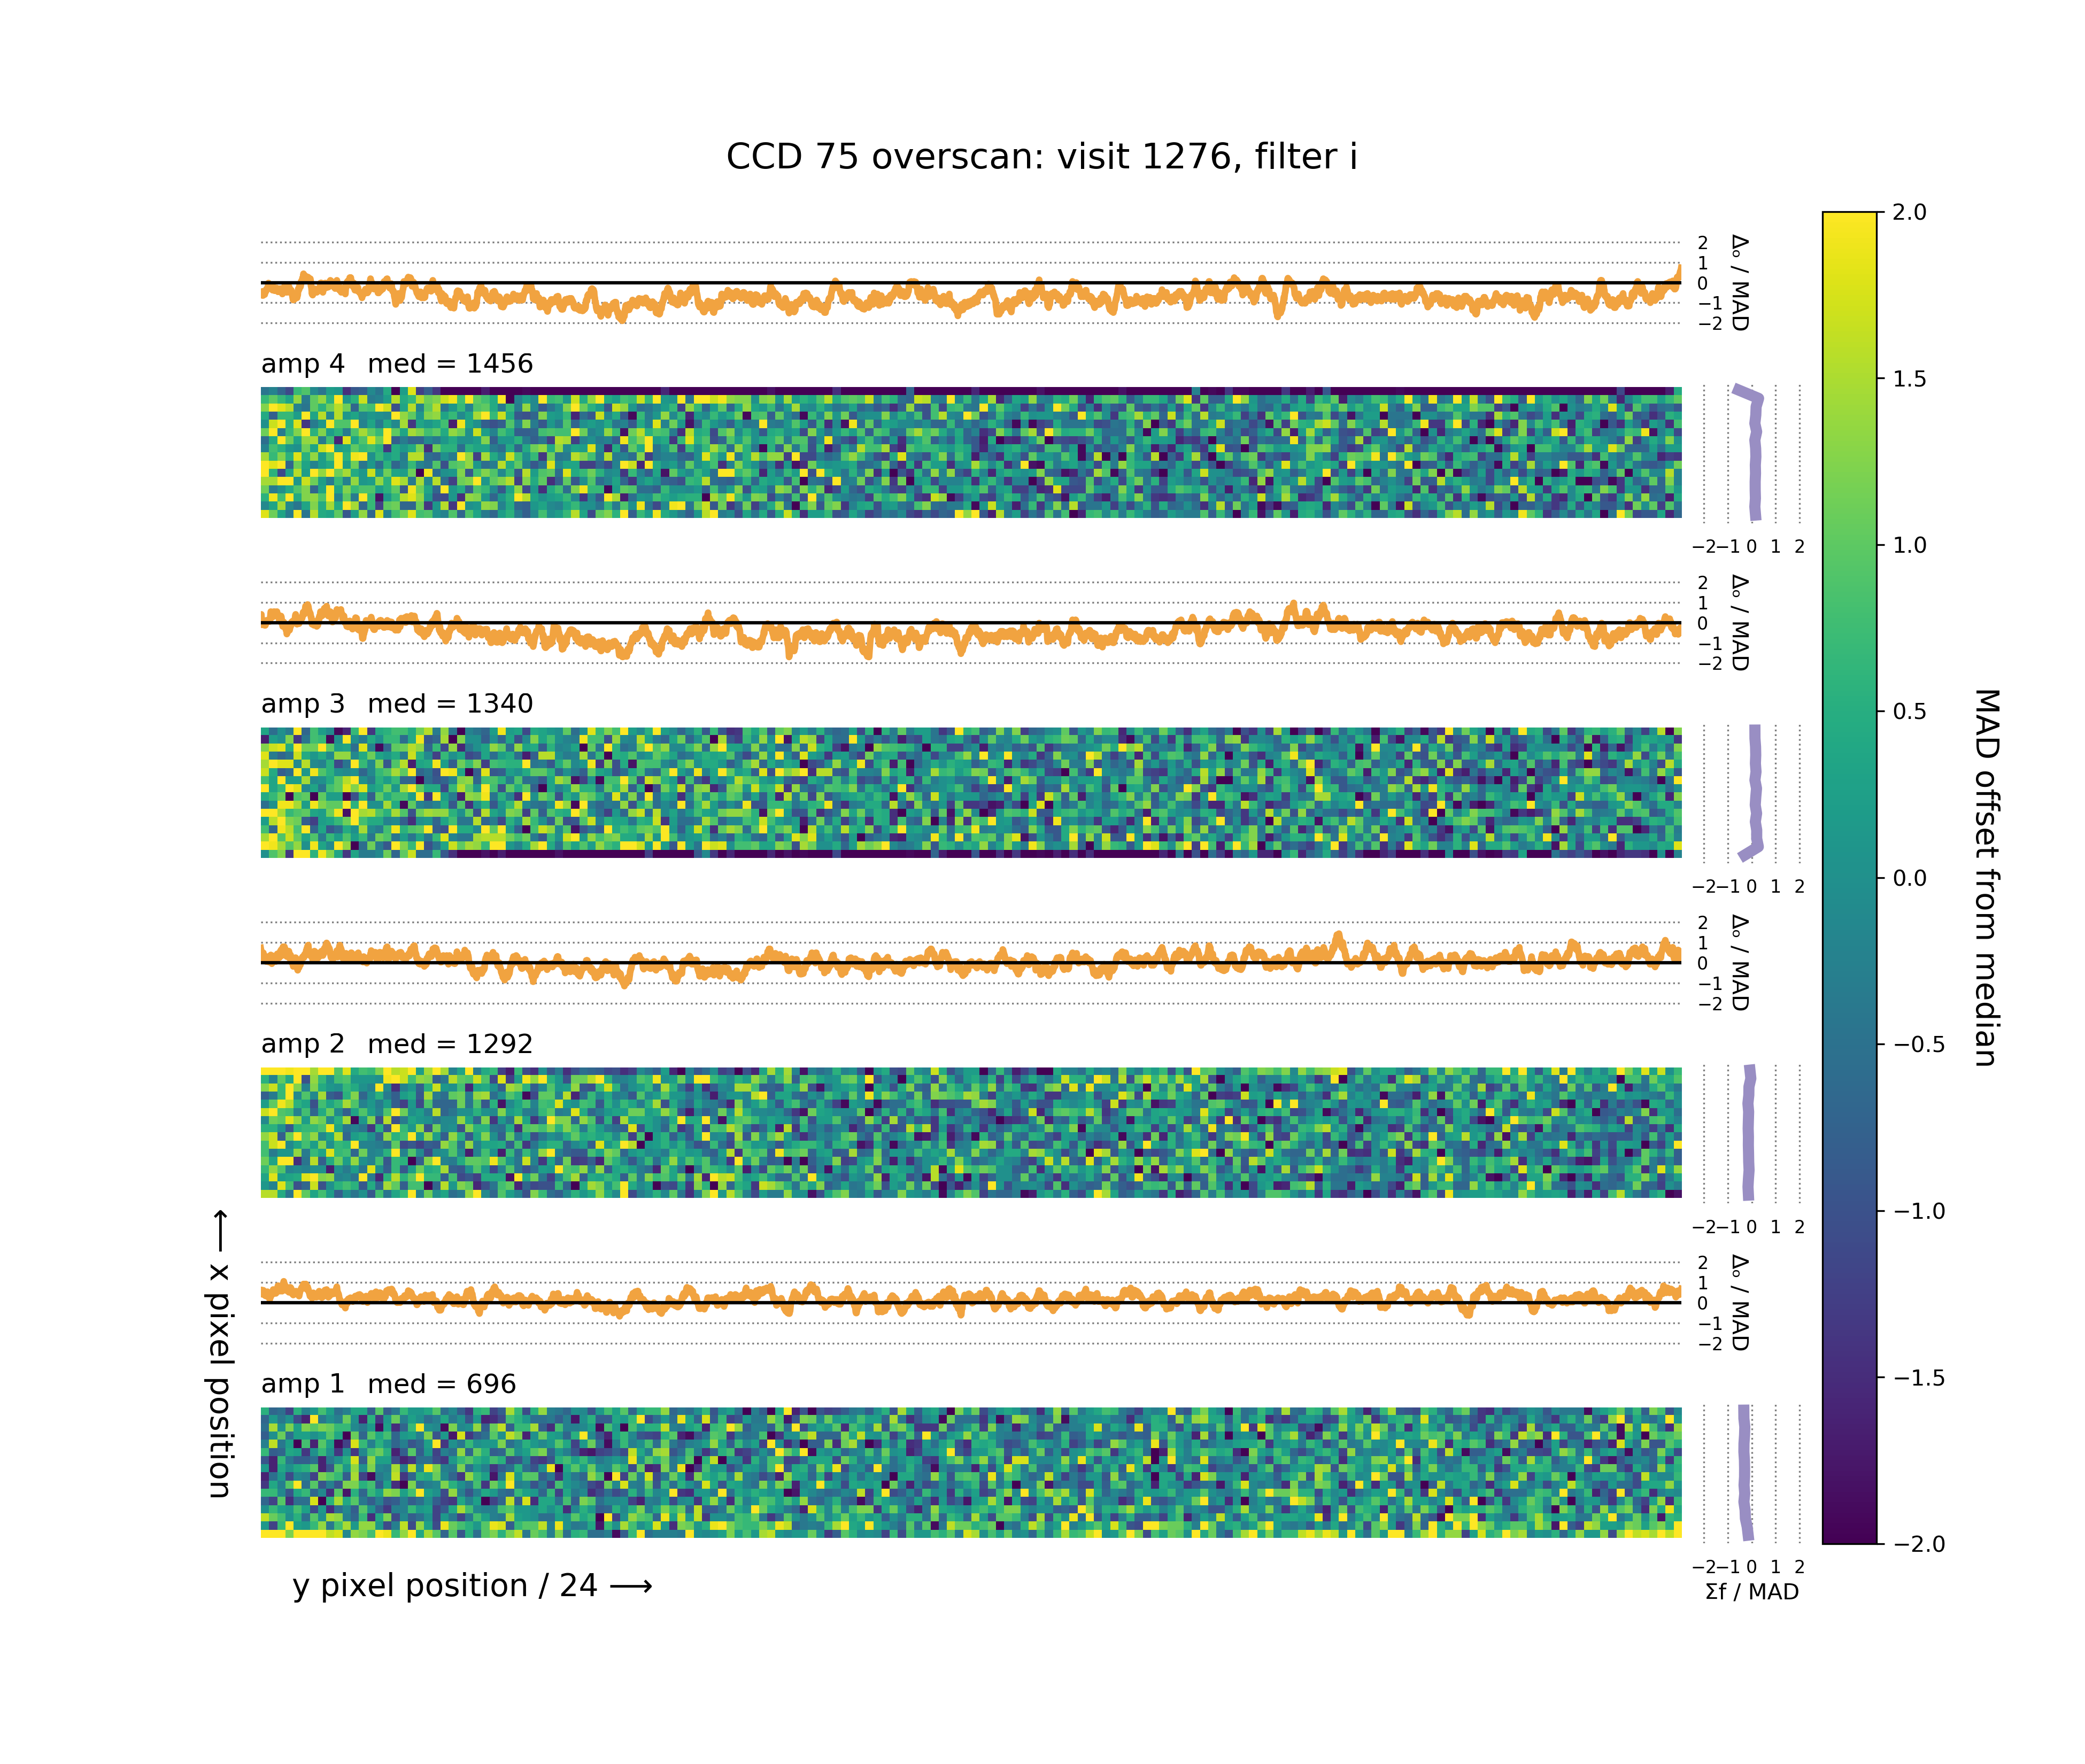 CCD 75 overscan: visit 1276, filter i
2
1
0
−1
−2
Δₒ / MAD
amp 4 med = 1456
−2 −1 0 1 2
2
1
0
−1
−2
Δₒ / MAD
amp 3 med = 1340
−2 −1 0 1 2
2
1
0
−1
−2
Δₒ / MAD
amp 2 med = 1292
−2 −1 0 1 2
2
1
0
−1
−2
Δₒ / MAD
amp 1 med = 696
−2 −1 0 1 2
Σf / MAD
⟵ x pixel position
y pixel position / 24 ⟶
2.0
1.5
1.0
0.5
0.0
−0.5
−1.0
−1.5
−2.0
MAD offset from median